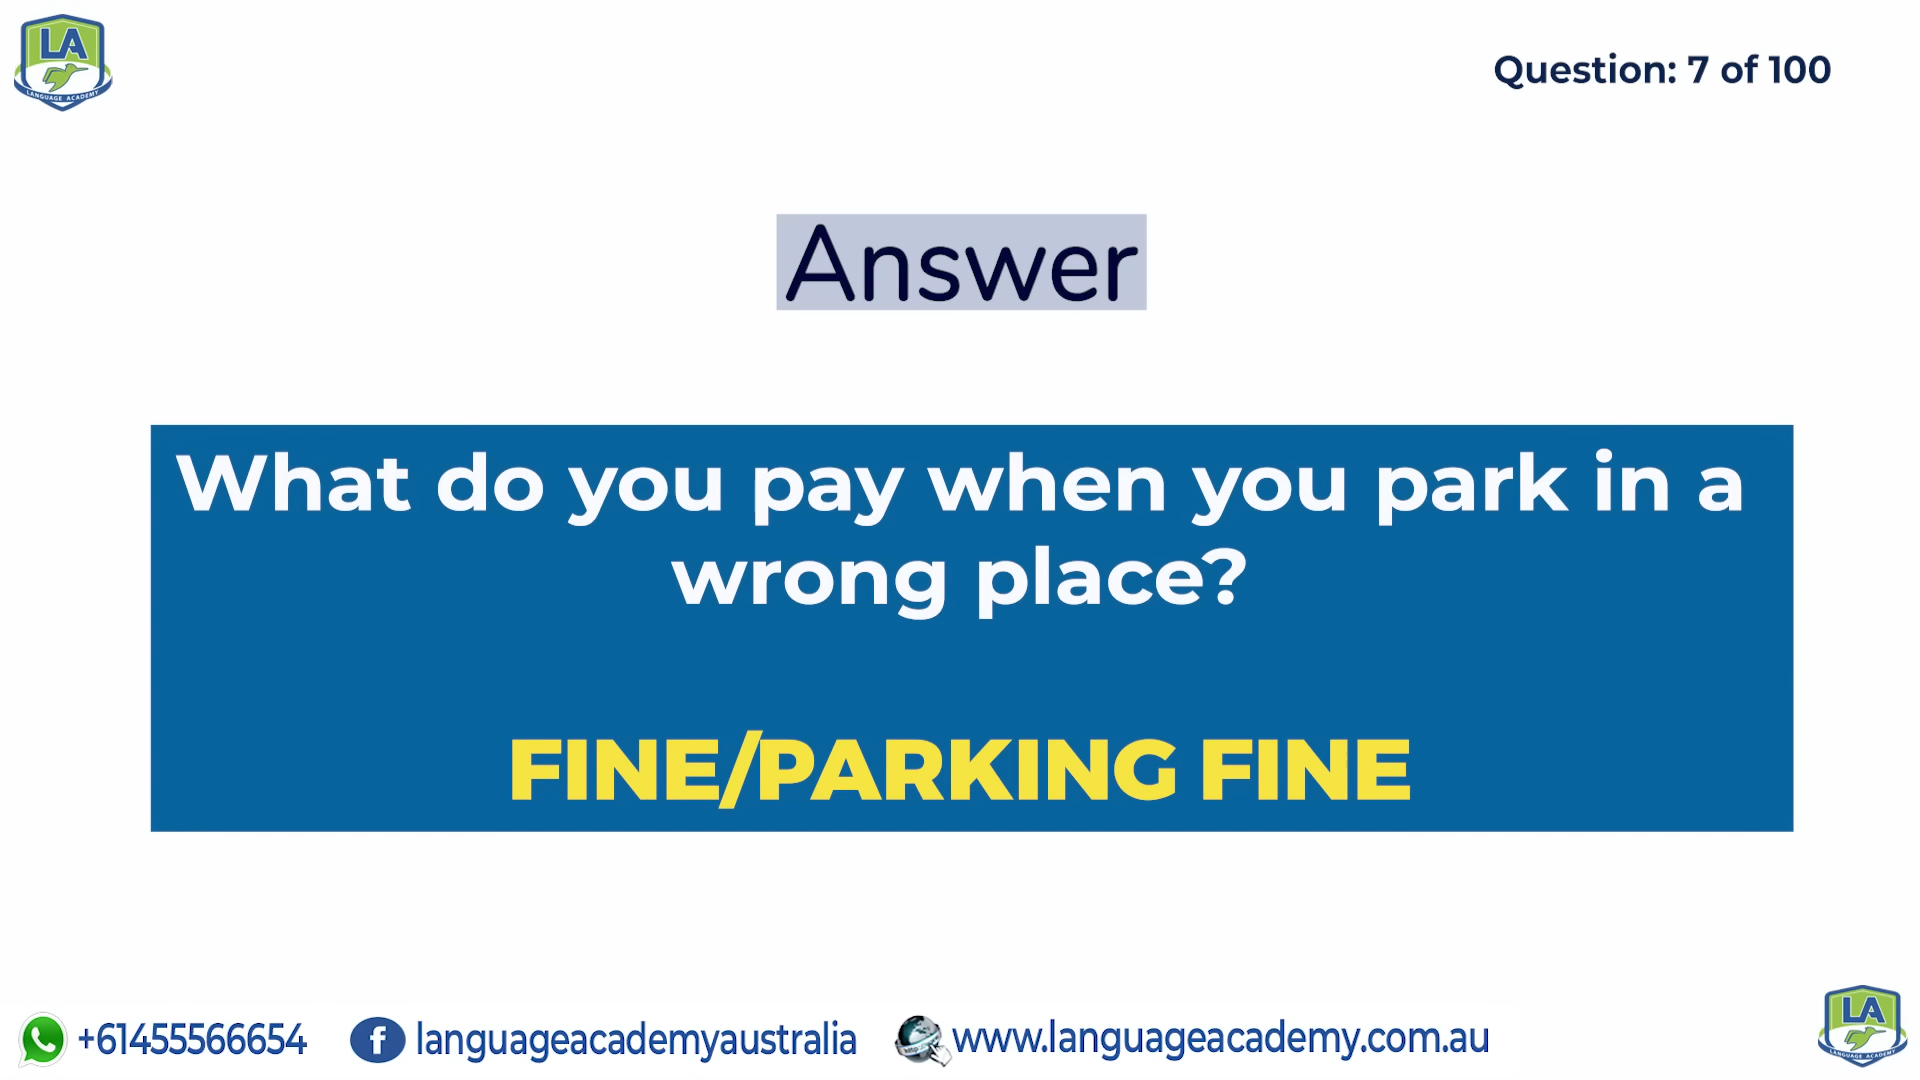 LA
LANGUAGE ACADEMY
Question: 7 of 100
Answer
What do you pay when you park in a
wrong place?
FINE/PARKING FINE
+61455566654
languageacademyaustralia
www.languageacademy.com.au
LA
LANGUAGE ACADEMY